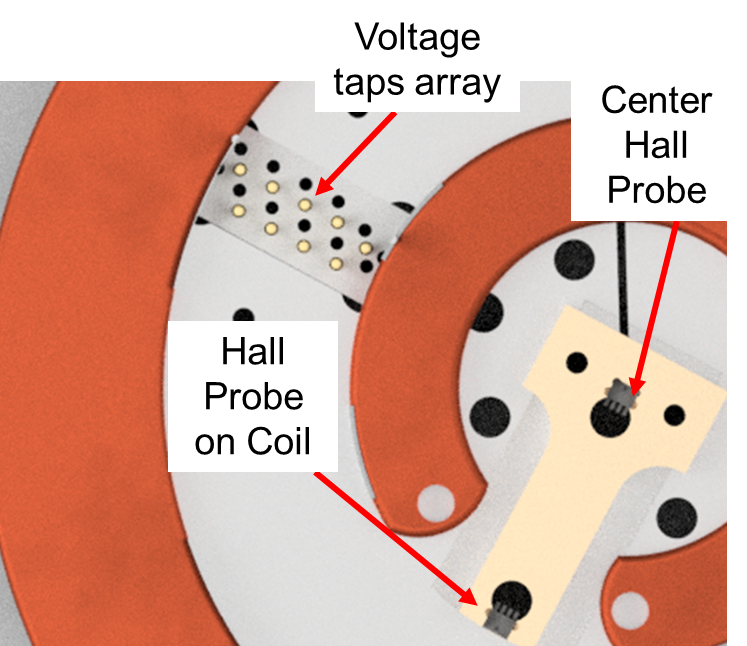 Voltage
taps array
Center
Hall
Probe
Hall
Probe
on Coil